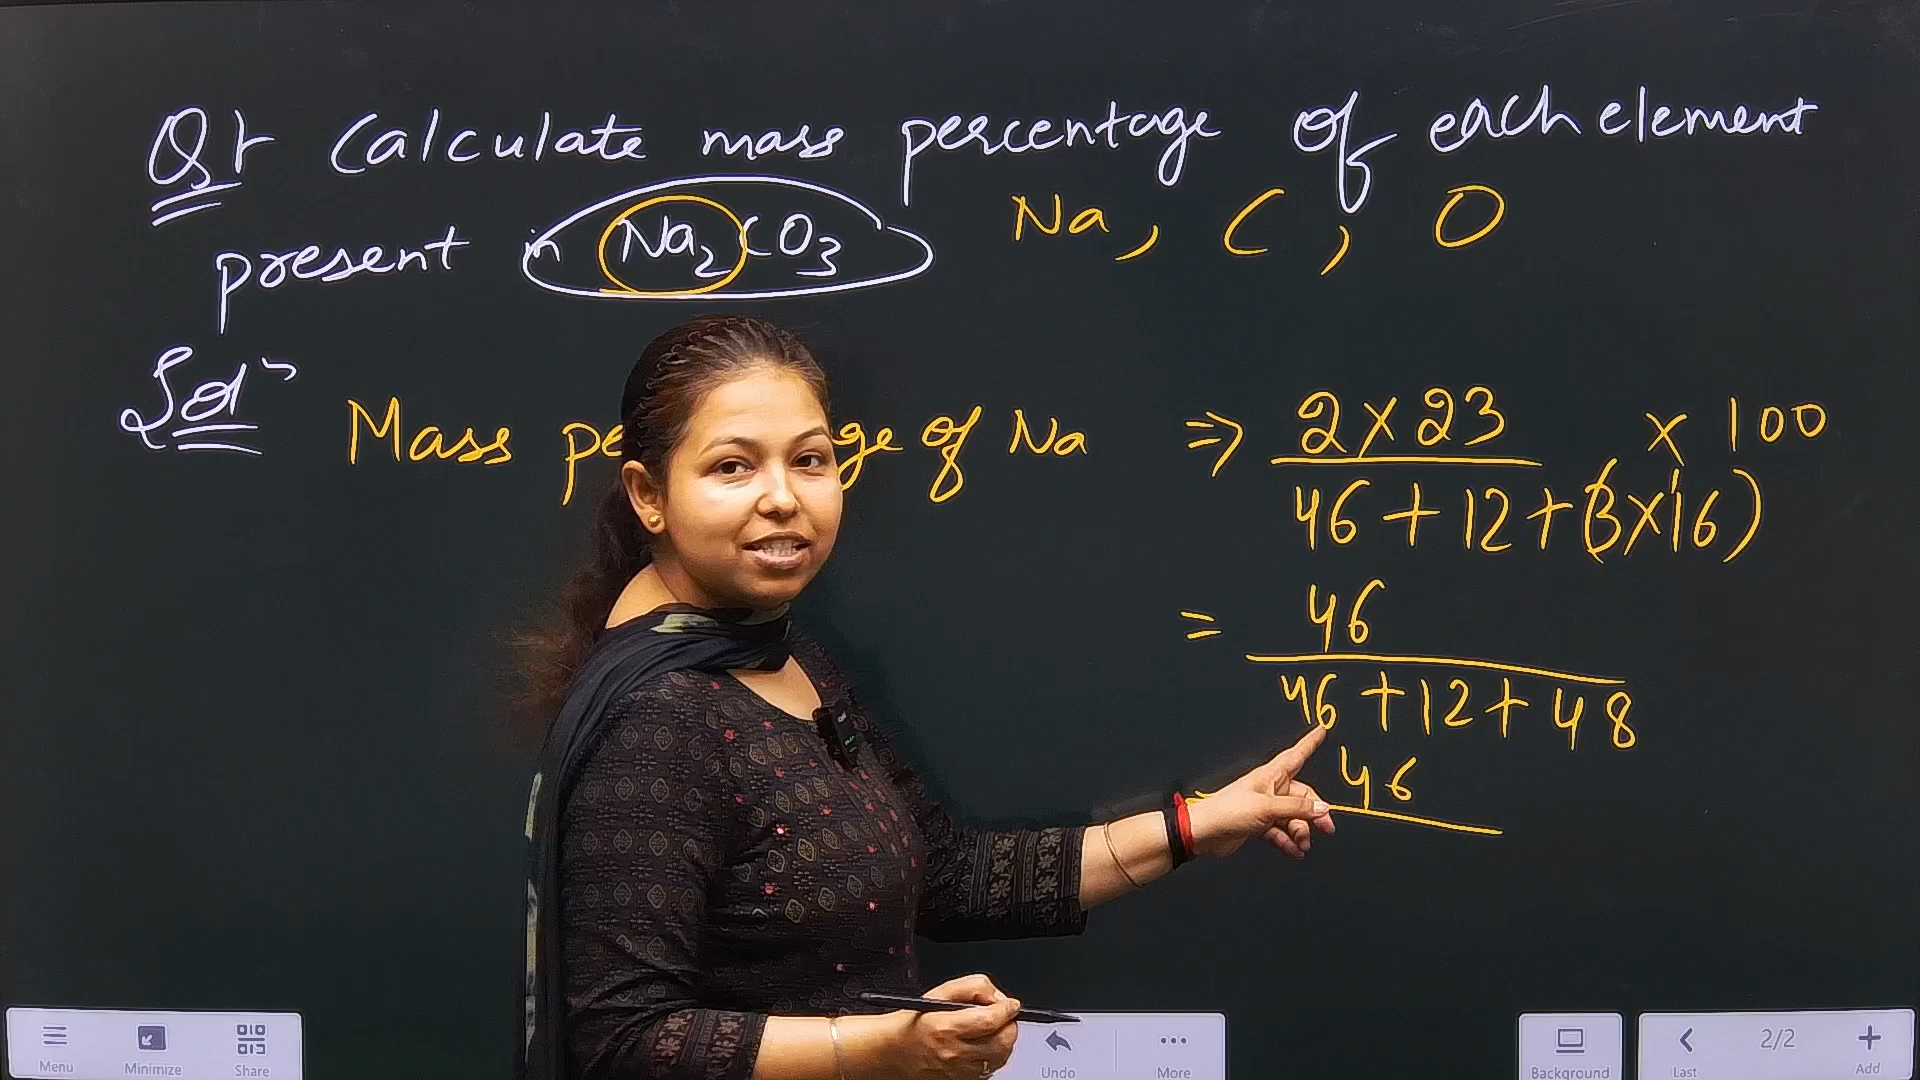 Q1 Calculate mass percentage of each element
present in Na₂CO₃ Na, C, O
Sol
Mass pe ge of Na ⇒ 2 × 23 × 100
46 + 12 + (3×16)
= 46
46 + 12 + 48
= 46
Menu Minimize Share Undo More Background Last 2/2 Add